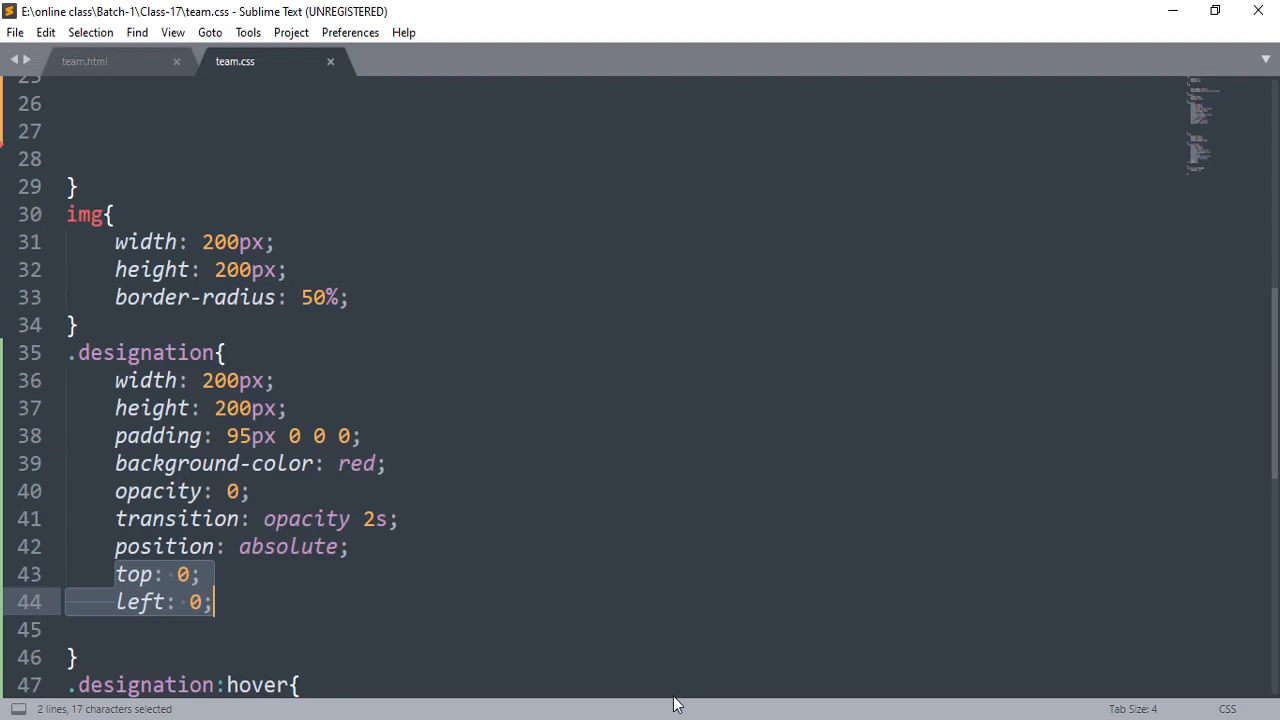 E:\online class\Batch-1\Class-17\team.css - Sublime Text (UNREGISTERED)
File Edit Selection Find View Goto Tools Project Preferences Help
team.html team.css
25
26
27
28
29 }
30 img{
31 width: 200px;
32 height: 200px;
33 border-radius: 50%;
34 }
35 .designation{
36 width: 200px;
37 height: 200px;
38 padding: 95px 0 0 0;
39 background-color: red;
40 opacity: 0;
41 transition: opacity 2s;
42 position: absolute;
43 top: 0;
44 left: 0;
45
46 }
47 .designation:hover{
2 lines, 17 characters selected Tab Size: 4 CSS